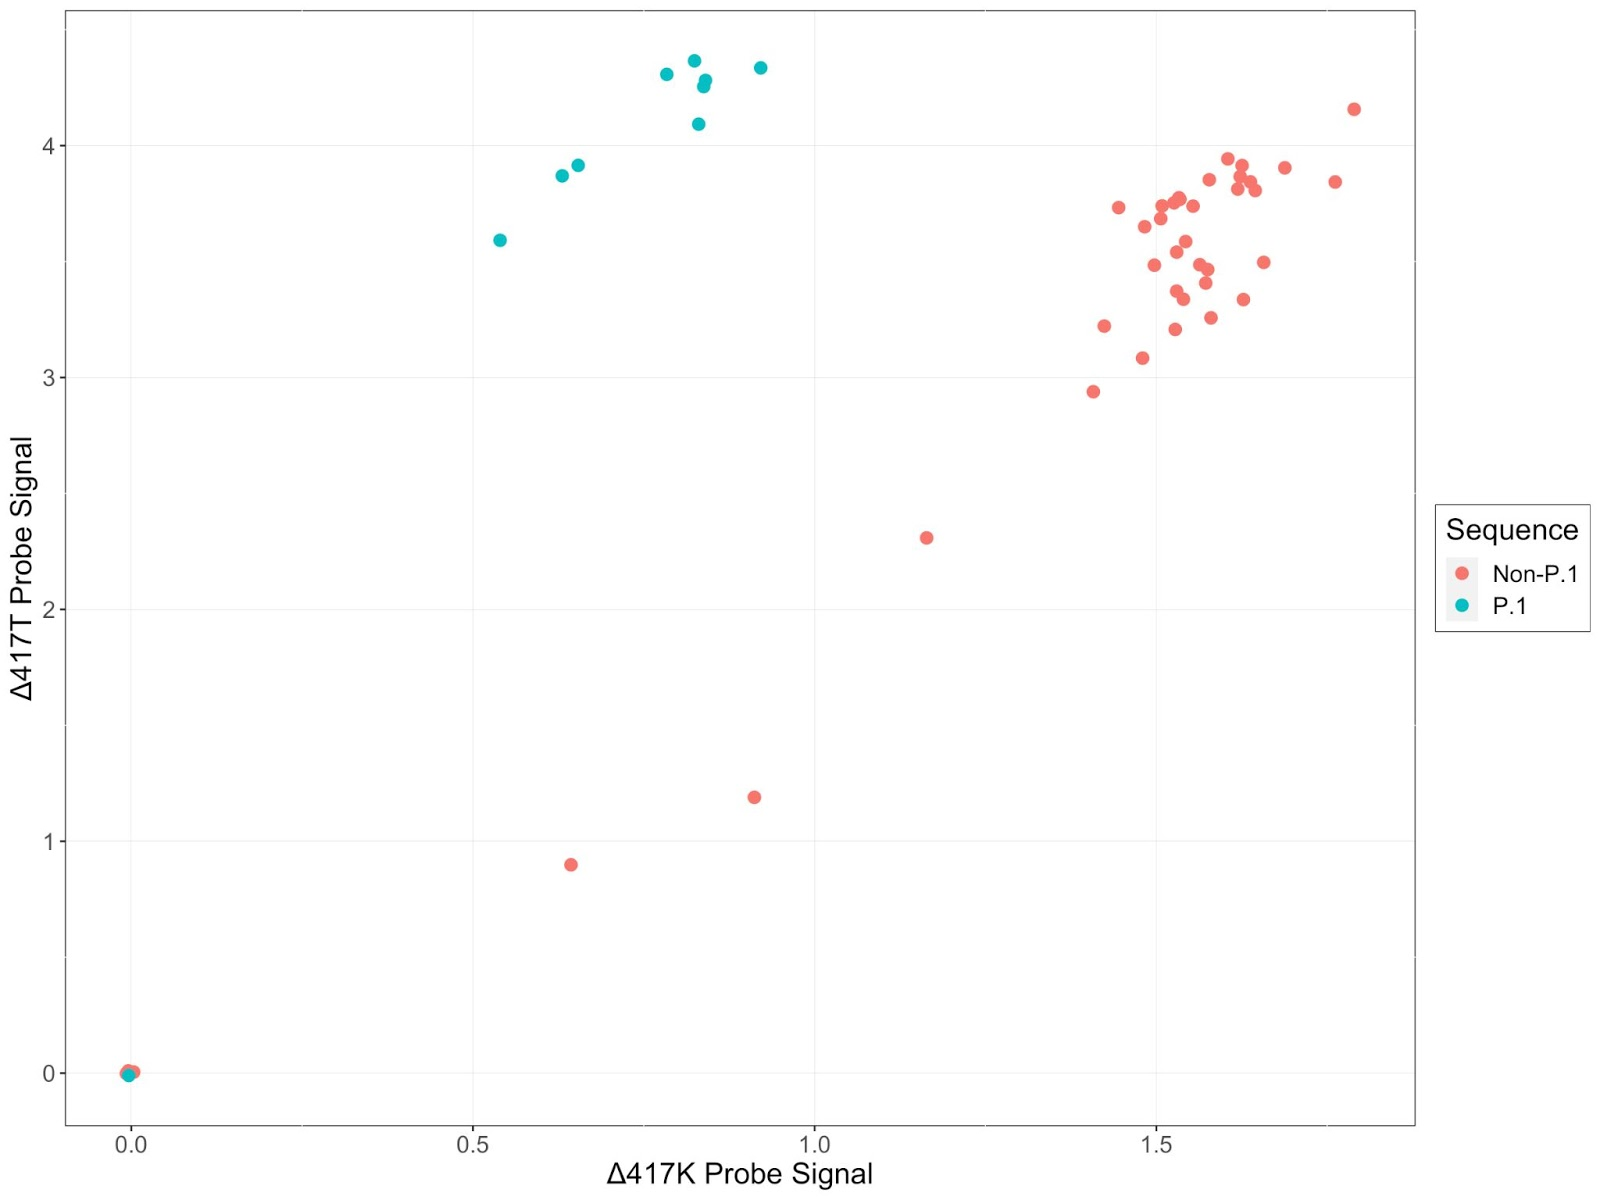 4
3
2
1
0
Δ417T Probe Signal
0.0
0.5
1.0
1.5
Δ417K Probe Signal
Sequence
Non-P.1
P.1